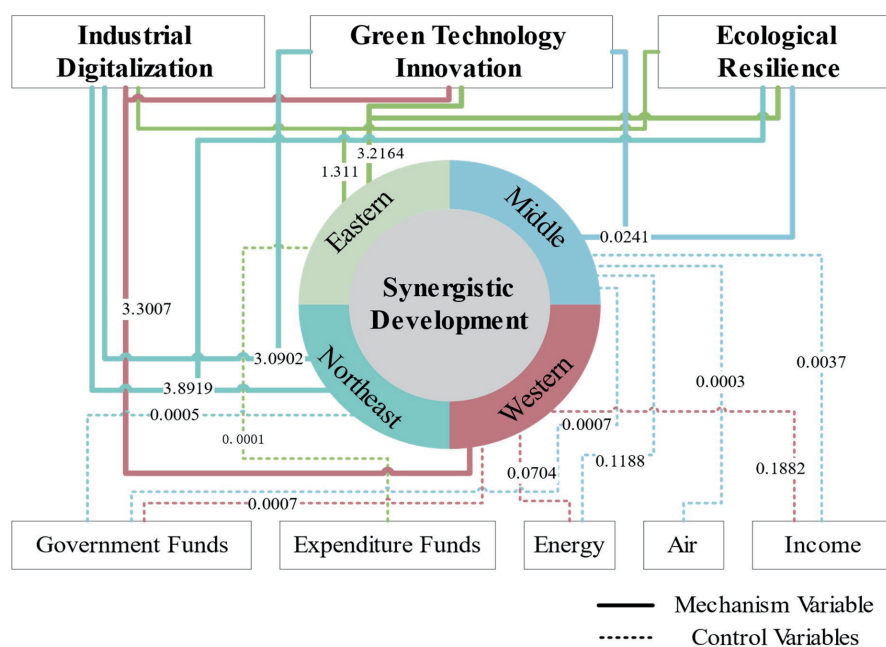 Industrial
Digitalization
Green Technology
Innovation
Ecological
Resilience
3.2164
1.311
Eastern
Middle
0.0241
Synergistic
Development
3.3007
3.0902
0.0037
0.0003
3.8919
Northeast
Western
0.0005
0.0007
0.0001
0.1188
0.0704
0.1882
0.0007
Government Funds
Expenditure Funds
Energy
Air
Income
Mechanism Variable
Control Variables